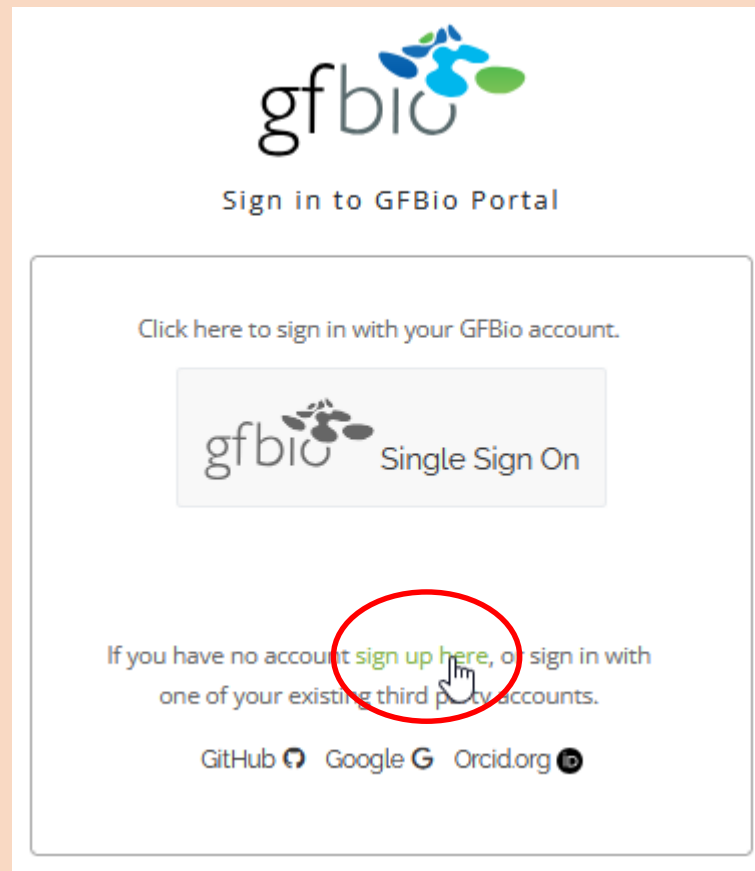 gfbio
Sign in to GFBio Portal
Click here to sign in with your GFBio account.
gfbio Single Sign On
If you have no account sign up here, or sign in with
one of your existing third party accounts.
GitHub Google G Orcid.org iD